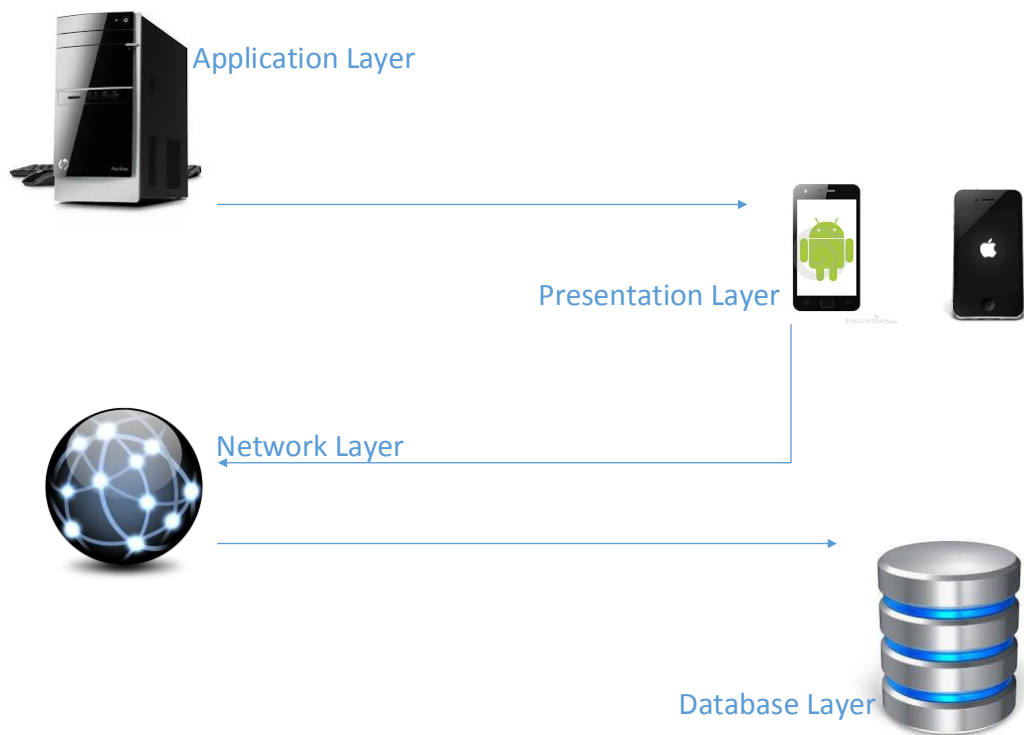 Application Layer
Presentation Layer
Network Layer
Database Layer